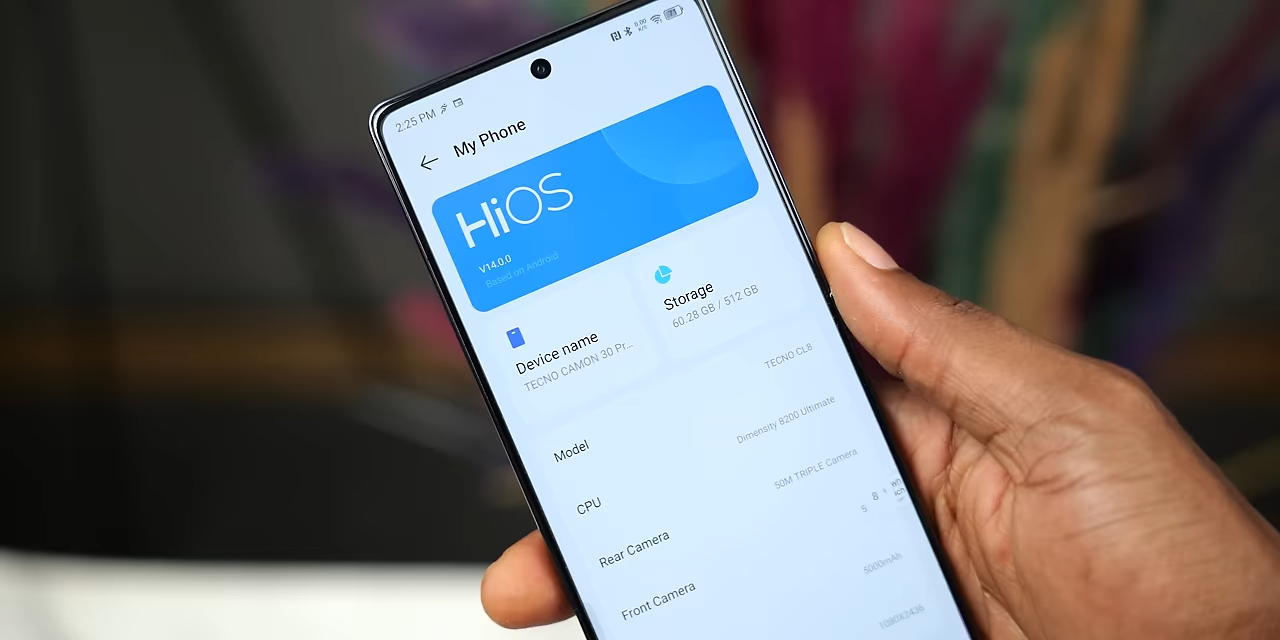 2:25 PM
My Phone
HiOS
V14.0.0
Based on Android
Device name
TECNO CAMON 30 Pr...
Storage
60.28 GB / 512 GB
Model
TECNO CL8
CPU
Dimensity 8200 Ultimate
Rear Camera
50M TRIPLE Camera
Front Camera
5000mAh